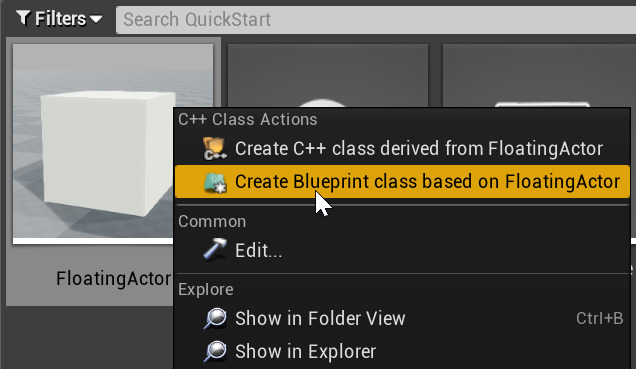 Filters
Search QuickStart
C++ Class Actions
Create C++ class derived from FloatingActor
Create Blueprint class based on FloatingActor
Common
Edit...
FloatingActor
Explore
Show in Folder View Ctrl+B
Show in Explorer